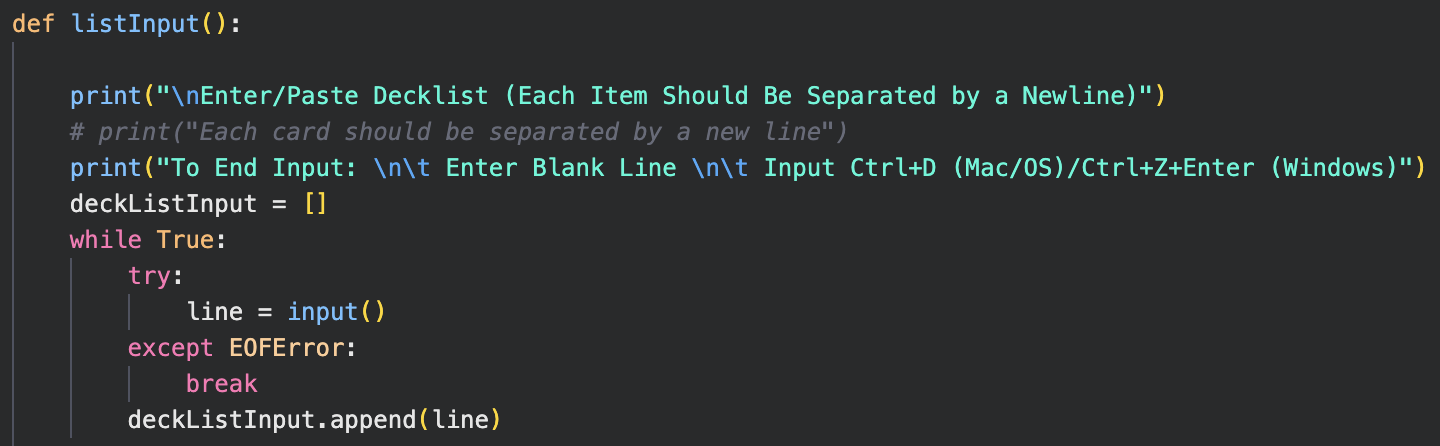 def listInput():
print("\nEnter/Paste Decklist (Each Item Should Be Separated by a Newline)")
# print("Each card should be separated by a new line")
print("To End Input: \n\t Enter Blank Line \n\t Input Ctrl+D (Mac/OS)/Ctrl+Z+Enter (Windows)")
deckListInput = []
while True:
try:
line = input()
except EOFError:
break
deckListInput.append(line)